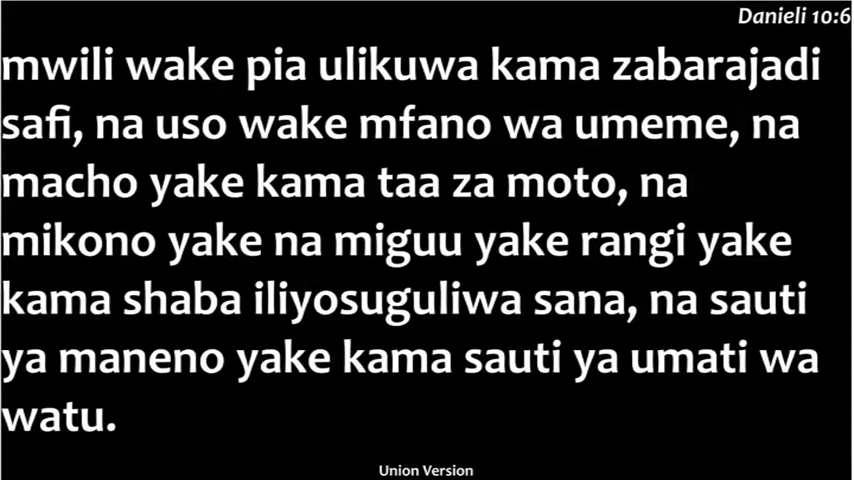 Danieli 10:6
mwili wake pia ulikuwa kama zabarajadi
safi, na uso wake mfano wa umeme, na
macho yake kama taa za moto, na
mikono yake na miguu yake rangi yake
kama shaba iliyosuguliwa sana, na sauti
ya maneno yake kama sauti ya umati wa
watu.
Union Version